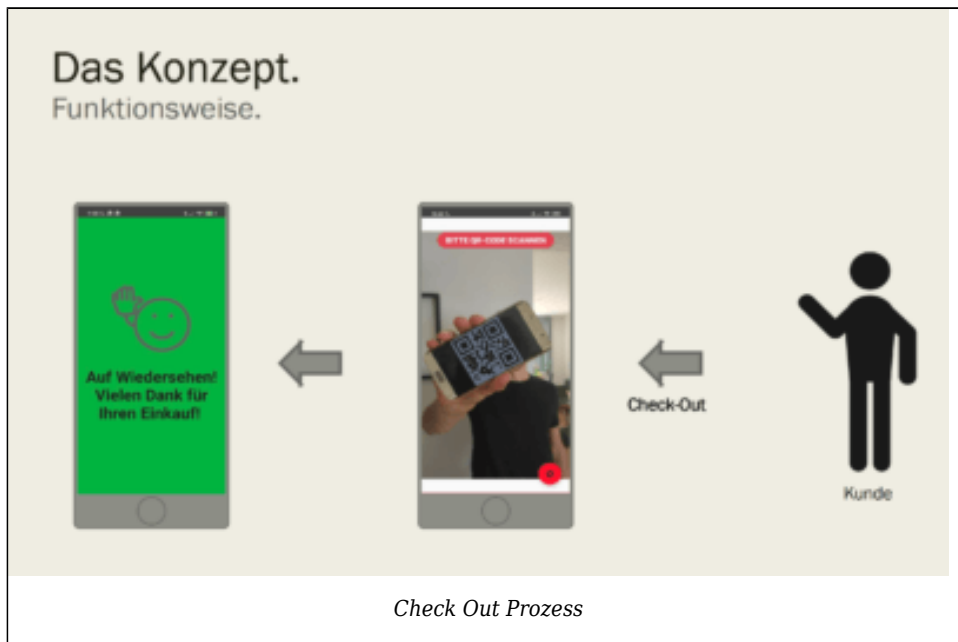 Das Konzept.
Funktionsweise.
BITTE QR-CODE SCANNEN
Auf Wiedersehen!
Vielen Dank für
Ihren Einkauf!
Check-Out
Kunde
Check Out Prozess